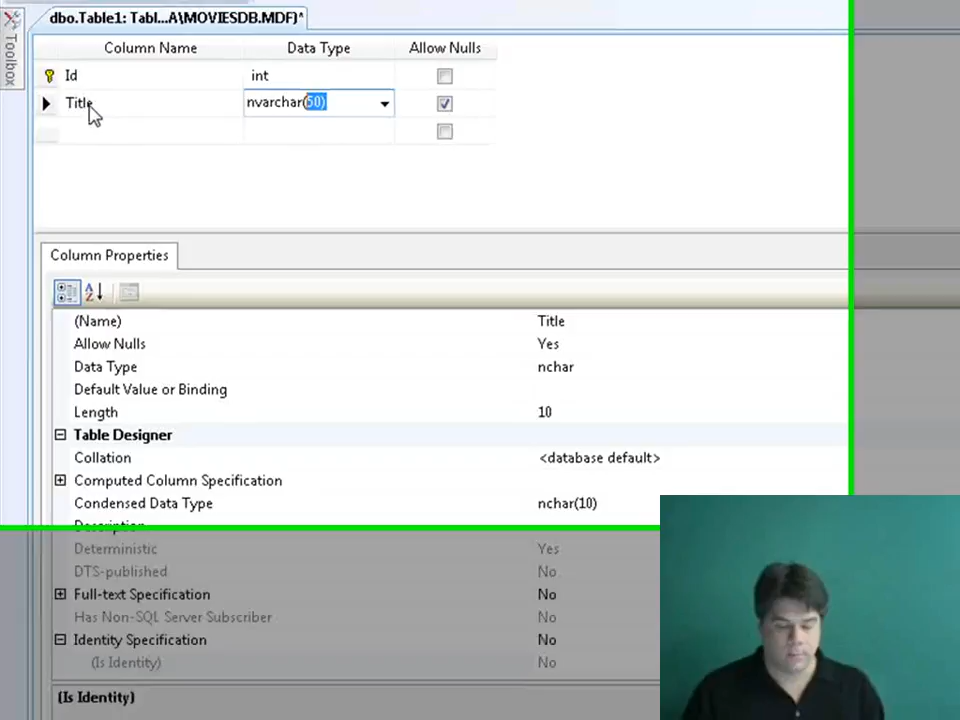 dbo.Table1: Tabl...A\MOVIESDB.MDF)*
Toolbox
Column Name Data Type Allow Nulls
Id int
Title nvarchar(50)
Column Properties
(Name) Title
Allow Nulls Yes
Data Type nchar
Default Value or Binding
Length 10
Table Designer
Collation <database default>
Computed Column Specification
Condensed Data Type nchar(10)
Description
Deterministic Yes
DTS-published No
Full-text Specification No
Has Non-SQL Server Subscriber No
Identity Specification No
(Is Identity) No
(Is Identity)